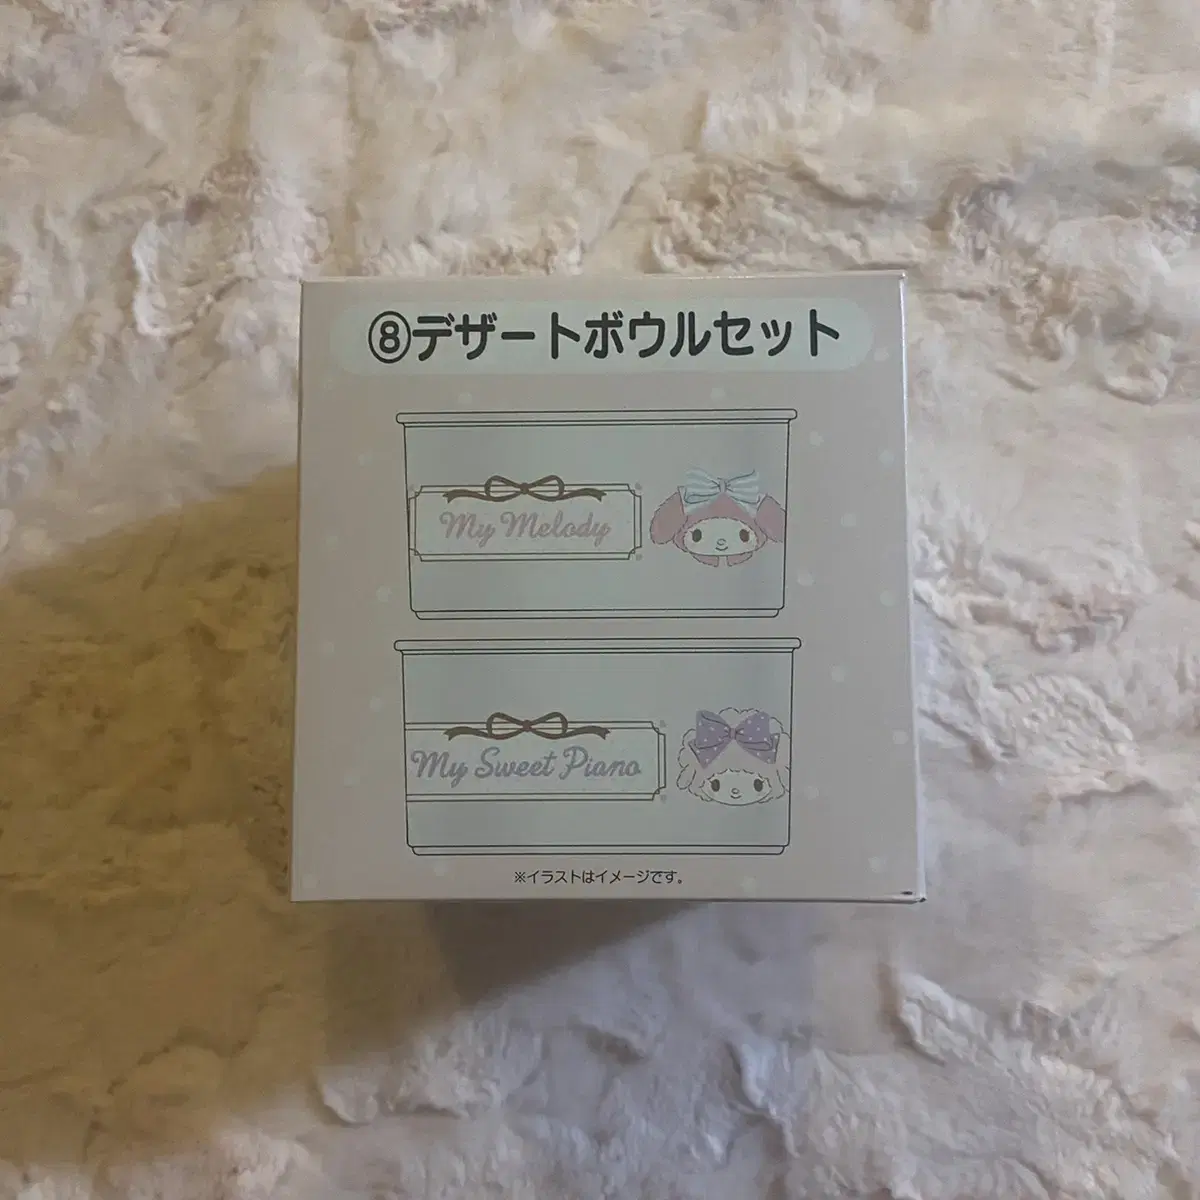 ⑧デザートボウルセット
My Melody
My Sweet Piano
※イラストはイメージです。